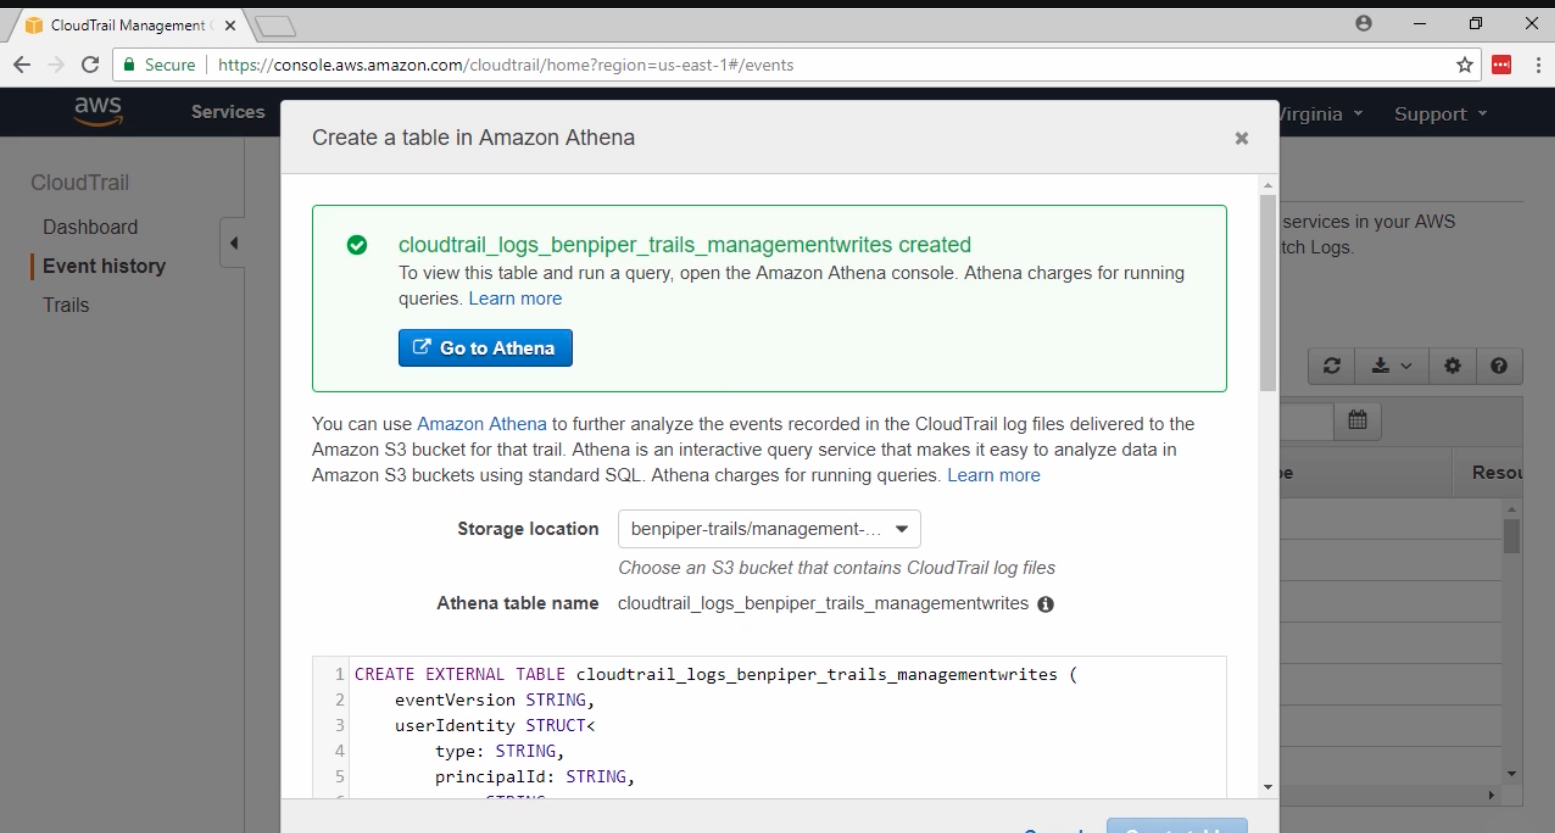 CloudTrail Management
Secure
https://console.aws.amazon.com/cloudtrail/home?region=us-east-1#/events
aws
Services
Virginia
Support
Create a table in Amazon Athena
CloudTrail
Dashboard
Event history
Trails
services in your AWS
tch Logs.
cloudtrail_logs_benpiper_trails_managementwrites created
To view this table and run a query, open the Amazon Athena console. Athena charges for running
queries. Learn more
Go to Athena
You can use Amazon Athena to further analyze the events recorded in the CloudTrail log files delivered to the
Amazon S3 bucket for that trail. Athena is an interactive query service that makes it easy to analyze data in
Amazon S3 buckets using standard SQL. Athena charges for running queries. Learn more
Resou
Storage location
benpiper-trails/management-...
Choose an S3 bucket that contains CloudTrail log files
Athena table name
cloudtrail_logs_benpiper_trails_managementwrites
1 CREATE EXTERNAL TABLE cloudtrail_logs_benpiper_trails_managementwrites (
2 eventVersion STRING,
3 userIdentity STRUCT<
4 type: STRING,
5 principalId: STRING,